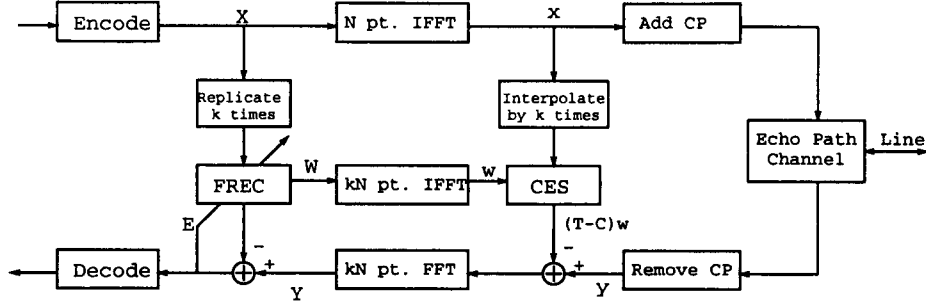 Encode
X
N pt. IFFT
x
Add CP
Replicate
k times
Interpolate
by k times
Echo Path
Channel
Line
FREC
W
kN pt. IFFT
w
CES
E
(T-C)w
-
-
Decode
+
Y
kN pt. FFT
+
y
Remove CP